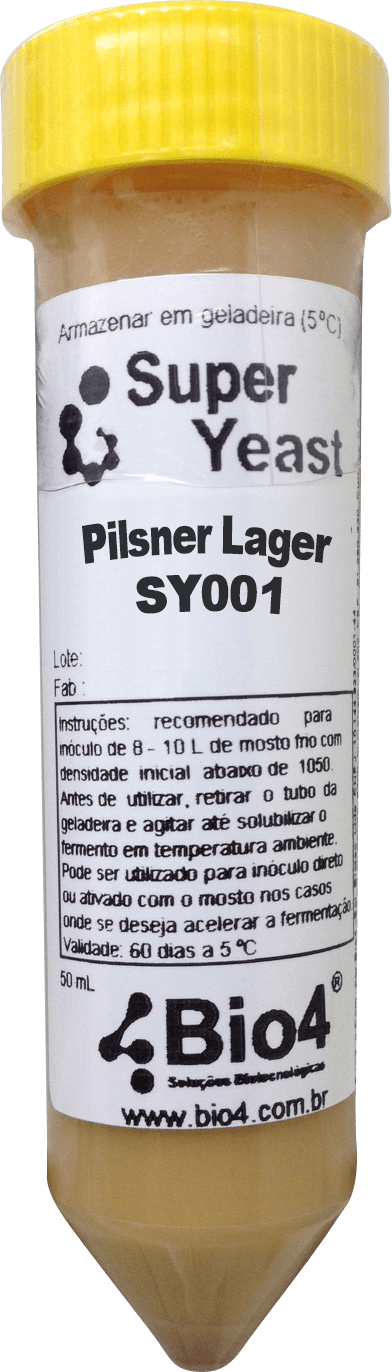 Armazenar em geladeira (5ºC)
Super
Yeast
Pilsner Lager
SY001
Lote:
Fab :
Instruções: recomendado para
inóculo de 8 - 10 L de mosto frio com
densidade inicial abaixo de 1050.
Antes de utilizar, retirar o tubo da
geladeira e agitar até solubilizar o
fermento em temperatura ambiente.
Pode ser utilizado para inóculo direto
ou ativado com o mosto nos casos
onde se deseja acelerar a fermentação
Validade: 60 dias a 5 ºC
50 mL
Bio4®
Soluções Biotecnológicas
www.bio4.com.br